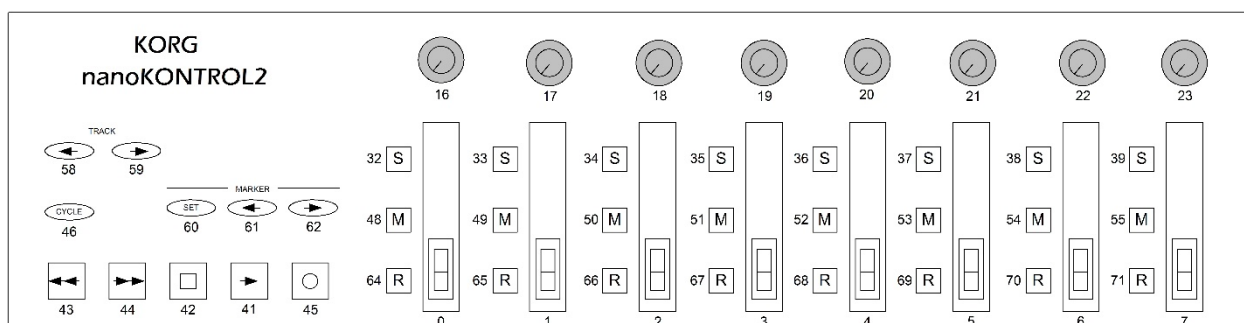 KORG
nanoKONTROL2
16 17 18 19 20 21 22 23
TRACK
58 59
32 S 33 S 34 S 35 S 36 S 37 S 38 S 39 S
MARKER
CYCLE SET
46 60 61 62
48 M 49 M 50 M 51 M 52 M 53 M 54 M 55 M
64 R 65 R 66 R 67 R 68 R 69 R 70 R 71 R
43 44 42 41 45
0 1 2 3 4 5 6 7